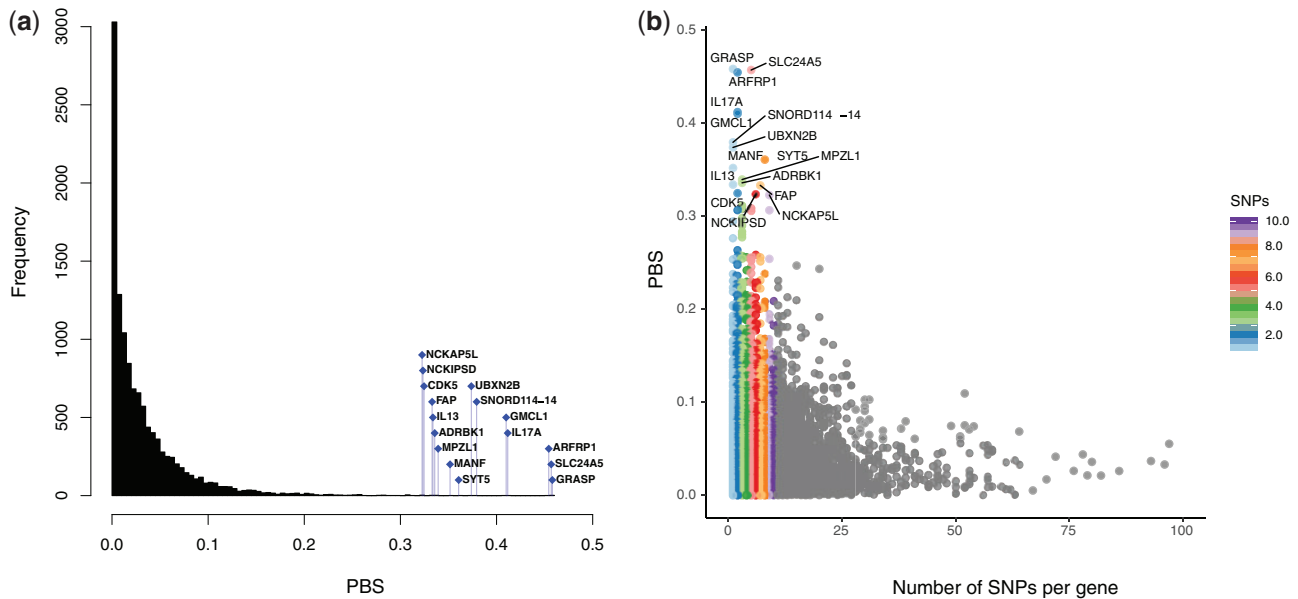 (a)
Frequency
3000
2500
2000
1500
1000
500
0
NCKAP5L
NCKIPSD
CDK5
UBXN2B
FAP
SNORD114–14
IL13
GMCL1
ADRBK1
IL17A
MPZL1
ARFRP1
MANF
SLC24A5
SYT5
GRASP
0.0 0.1 0.2 0.3 0.4 0.5
PBS
(b)
PBS
0.5
0.4
0.3
0.2
0.1
0.0
GRASP
SLC24A5
ARFRP1
IL17A
SNORD114 –14
GMCL1
UBXN2B
MANF SYT5 MPZL1
IL13 ADRBK1
FAP
CDK5
NCKAP5L
NCKIPSD
0 25 50 75 100
Number of SNPs per gene
SNPs
10.0
8.0
6.0
4.0
2.0